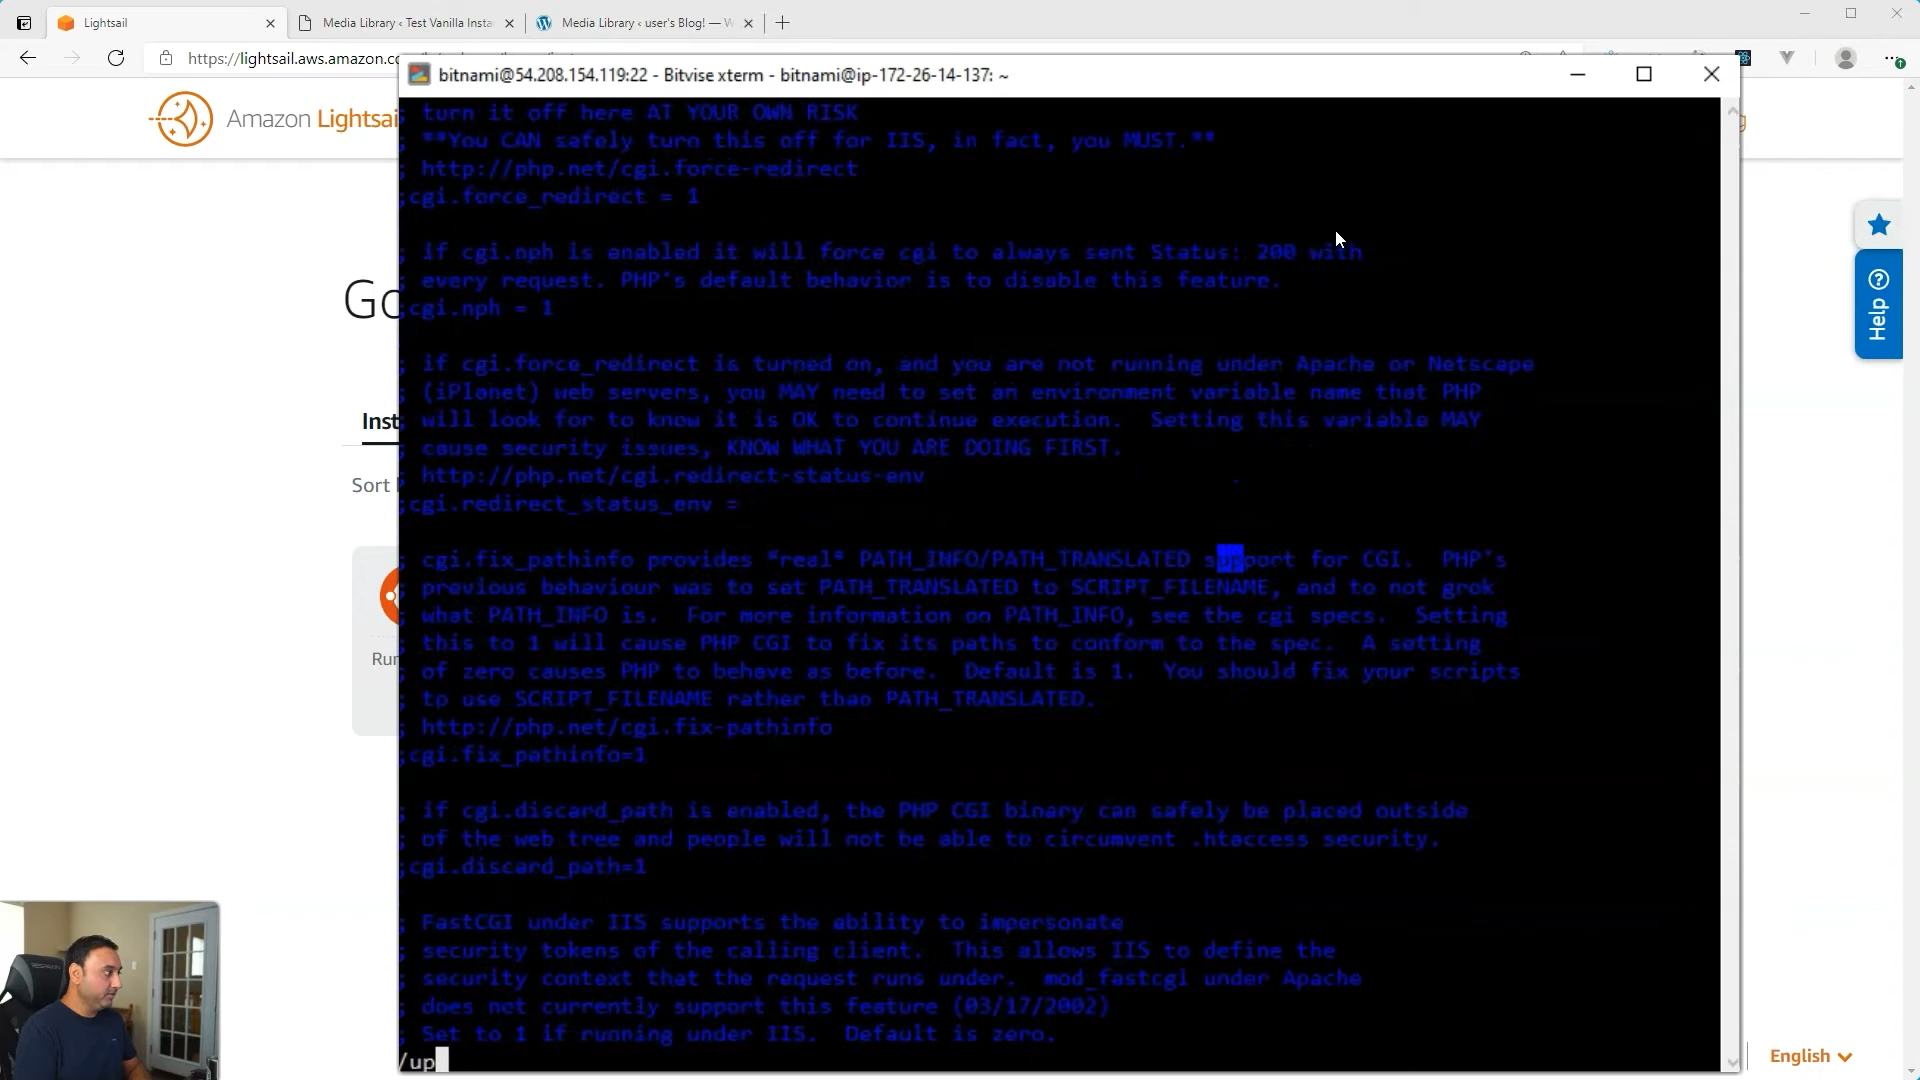 Lightsail
Media Library ‹ Test Vanilla Insta
Media Library ‹ user's Blog! — W
https://lightsail.aws.amazon.co
bitnami@54.208.154.119:22 - Bitvise xterm - bitnami@ip-172-26-14-137: ~
Amazon Lightsai
Go
Inst
Sort
Run
; turn it off here AT YOUR OWN RISK
; **You CAN safely turn this off for IIS, in fact, you MUST.**
; http://php.net/cgi.force-redirect
;cgi.force_redirect = 1
; if cgi.nph is enabled it will force cgi to always sent Status: 200 with
; every request. PHP's default behavior is to disable this feature.
;cgi.nph = 1
; if cgi.force_redirect is turned on, and you are not running under Apache or Netscape
; (iPlanet) web servers, you MAY need to set an environment variable name that PHP
; will look for to know it is OK to continue execution.  Setting this variable MAY
; cause security issues, KNOW WHAT YOU ARE DOING FIRST.
; http://php.net/cgi.redirect-status-env
;cgi.redirect_status_env =
; cgi.fix_pathinfo provides *real* PATH_INFO/PATH_TRANSLATED support for CGI.  PHP's
; previous behaviour was to set PATH_TRANSLATED to SCRIPT_FILENAME, and to not grok
; what PATH_INFO is.  For more information on PATH_INFO, see the cgi specs.  Setting
; this to 1 will cause PHP CGI to fix its paths to conform to the spec.  A setting
; of zero causes PHP to behave as before.  Default is 1.  You should fix your scripts
; to use SCRIPT_FILENAME rather than PATH_TRANSLATED.
; http://php.net/cgi.fix-pathinfo
;cgi.fix_pathinfo=1
; if cgi.discard_path is enabled, the PHP CGI binary can safely be placed outside
; of the web tree and people will not be able to circumvent .htaccess security.
;cgi.discard_path=1
; FastCGI under IIS supports the ability to impersonate
; security tokens of the calling client.  This allows IIS to define the
; security context that the request runs under.  mod_fastcgi under Apache
; does not currently support this feature (03/17/2002)
; Set to 1 if running under IIS.  Default is zero.
/up
Help
English